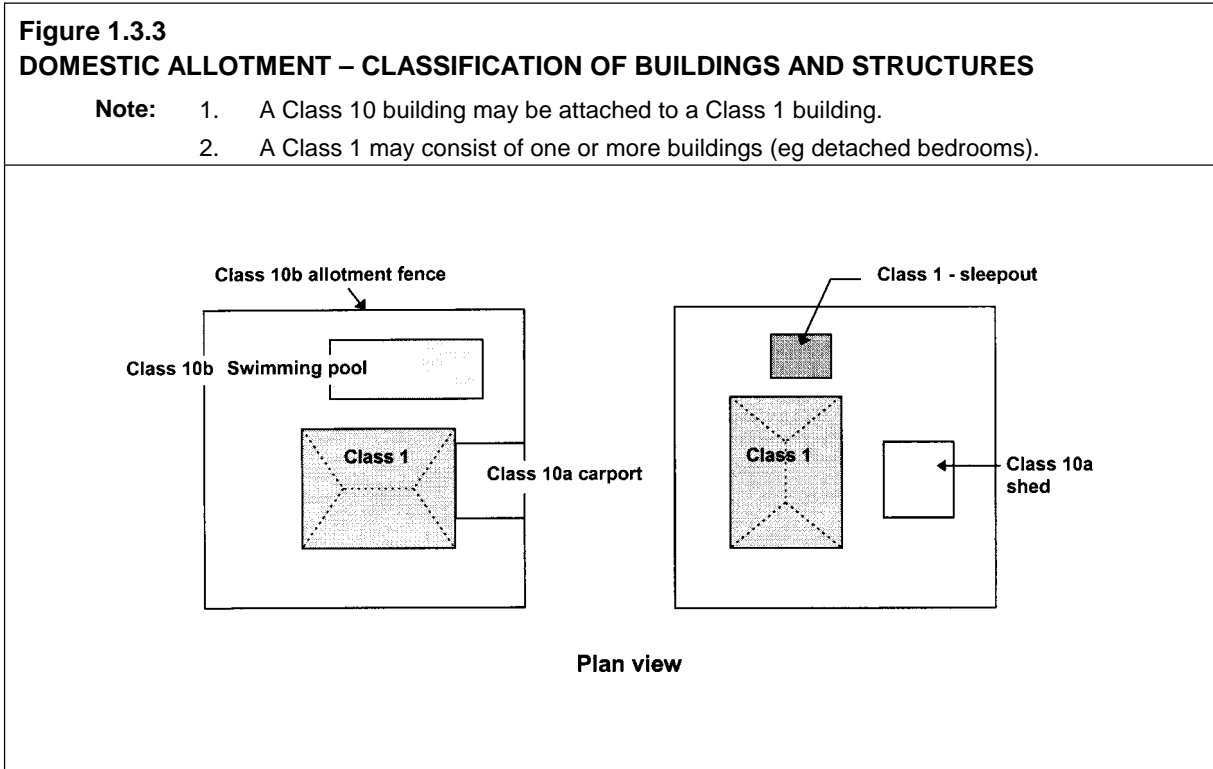 Figure 1.3.3
DOMESTIC ALLOTMENT – CLASSIFICATION OF BUILDINGS AND STRUCTURES
Note: 1. A Class 10 building may be attached to a Class 1 building.
2. A Class 1 may consist of one or more buildings (eg detached bedrooms).
Class 10b allotment fence
Class 10b Swimming pool
Class 1
Class 10a carport
Class 1 - sleepout
Class 1
Class 10a
shed
Plan view